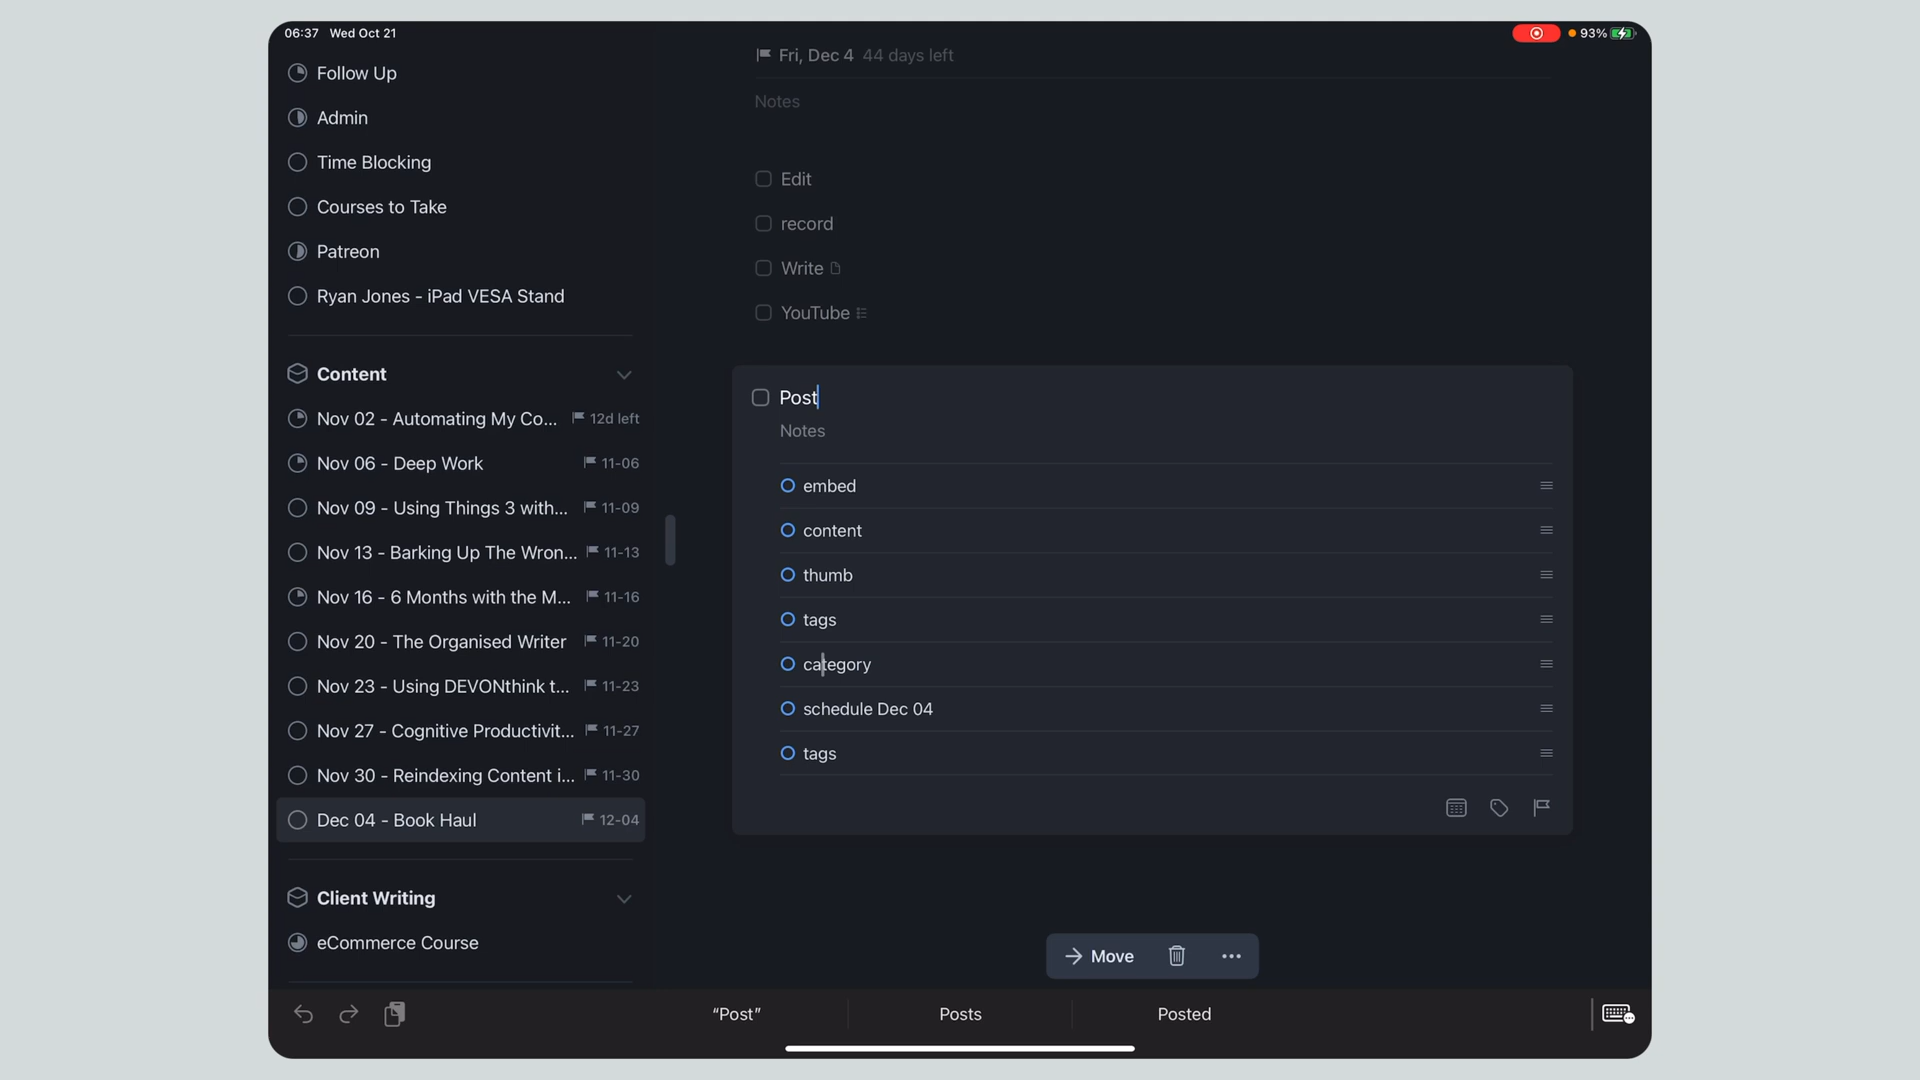 06:37 Wed Oct 21
93%
Follow Up
Admin
Time Blocking
Courses to Take
Patreon
Ryan Jones - iPad VESA Stand
Content
Nov 02 - Automating My Co... 12d left
Nov 06 - Deep Work 11-06
Nov 09 - Using Things 3 with... 11-09
Nov 13 - Barking Up The Wron... 11-13
Nov 16 - 6 Months with the M... 11-16
Nov 20 - The Organised Writer 11-20
Nov 23 - Using DEVONthink t... 11-23
Nov 27 - Cognitive Productivit... 11-27
Nov 30 - Reindexing Content i... 11-30
Dec 04 - Book Haul 12-04
Client Writing
eCommerce Course
Fri, Dec 4 44 days left
Notes
Edit
record
Write
YouTube
Post
Notes
embed
content
thumb
tags
category
schedule Dec 04
tags
Move
“Post” Posts Posted